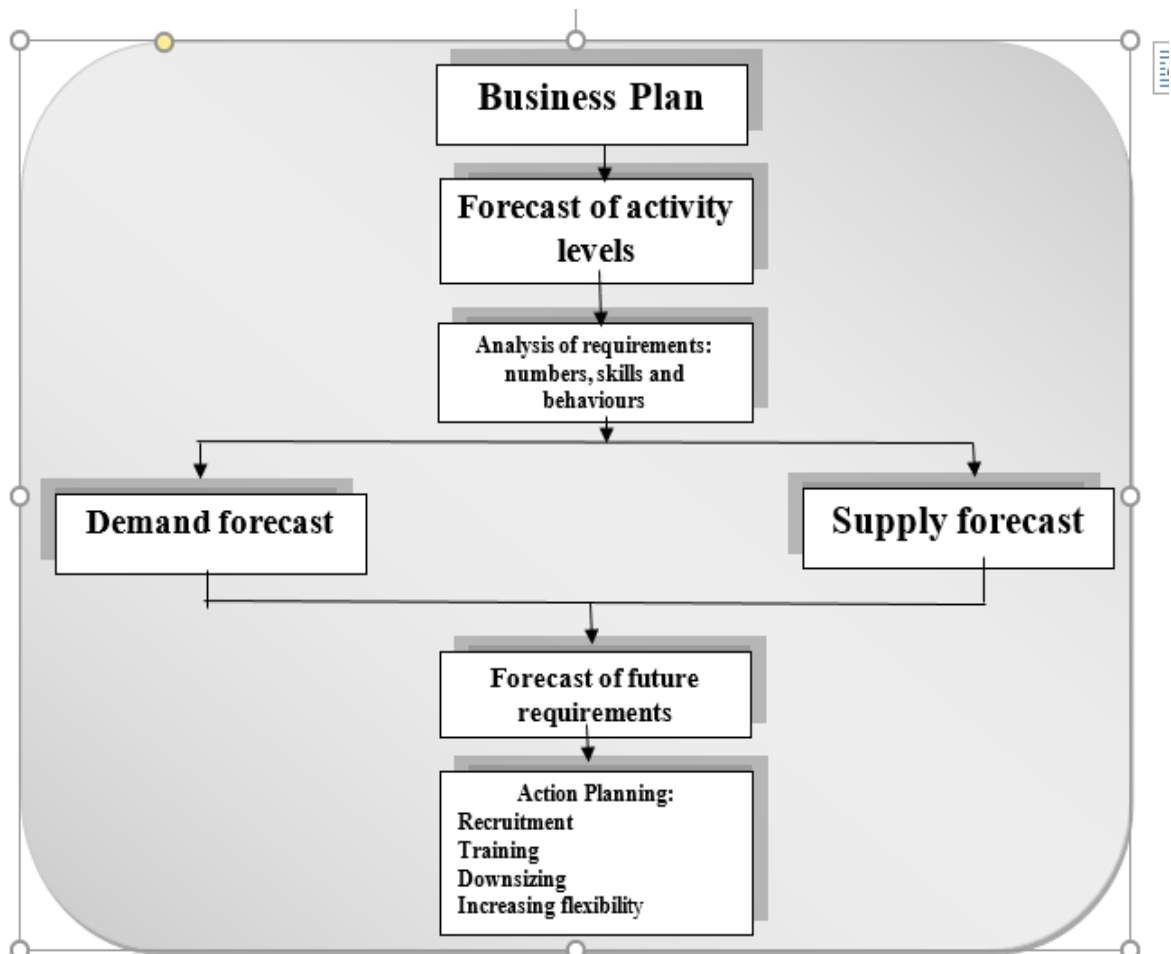 Business Plan
Forecast of activity
levels
Analysis of requirements:
numbers, skills and
behaviours
Demand forecast
Supply forecast
Forecast of future
requirements
Action Planning:
Recruitment
Training
Downsizing
Increasing flexibility